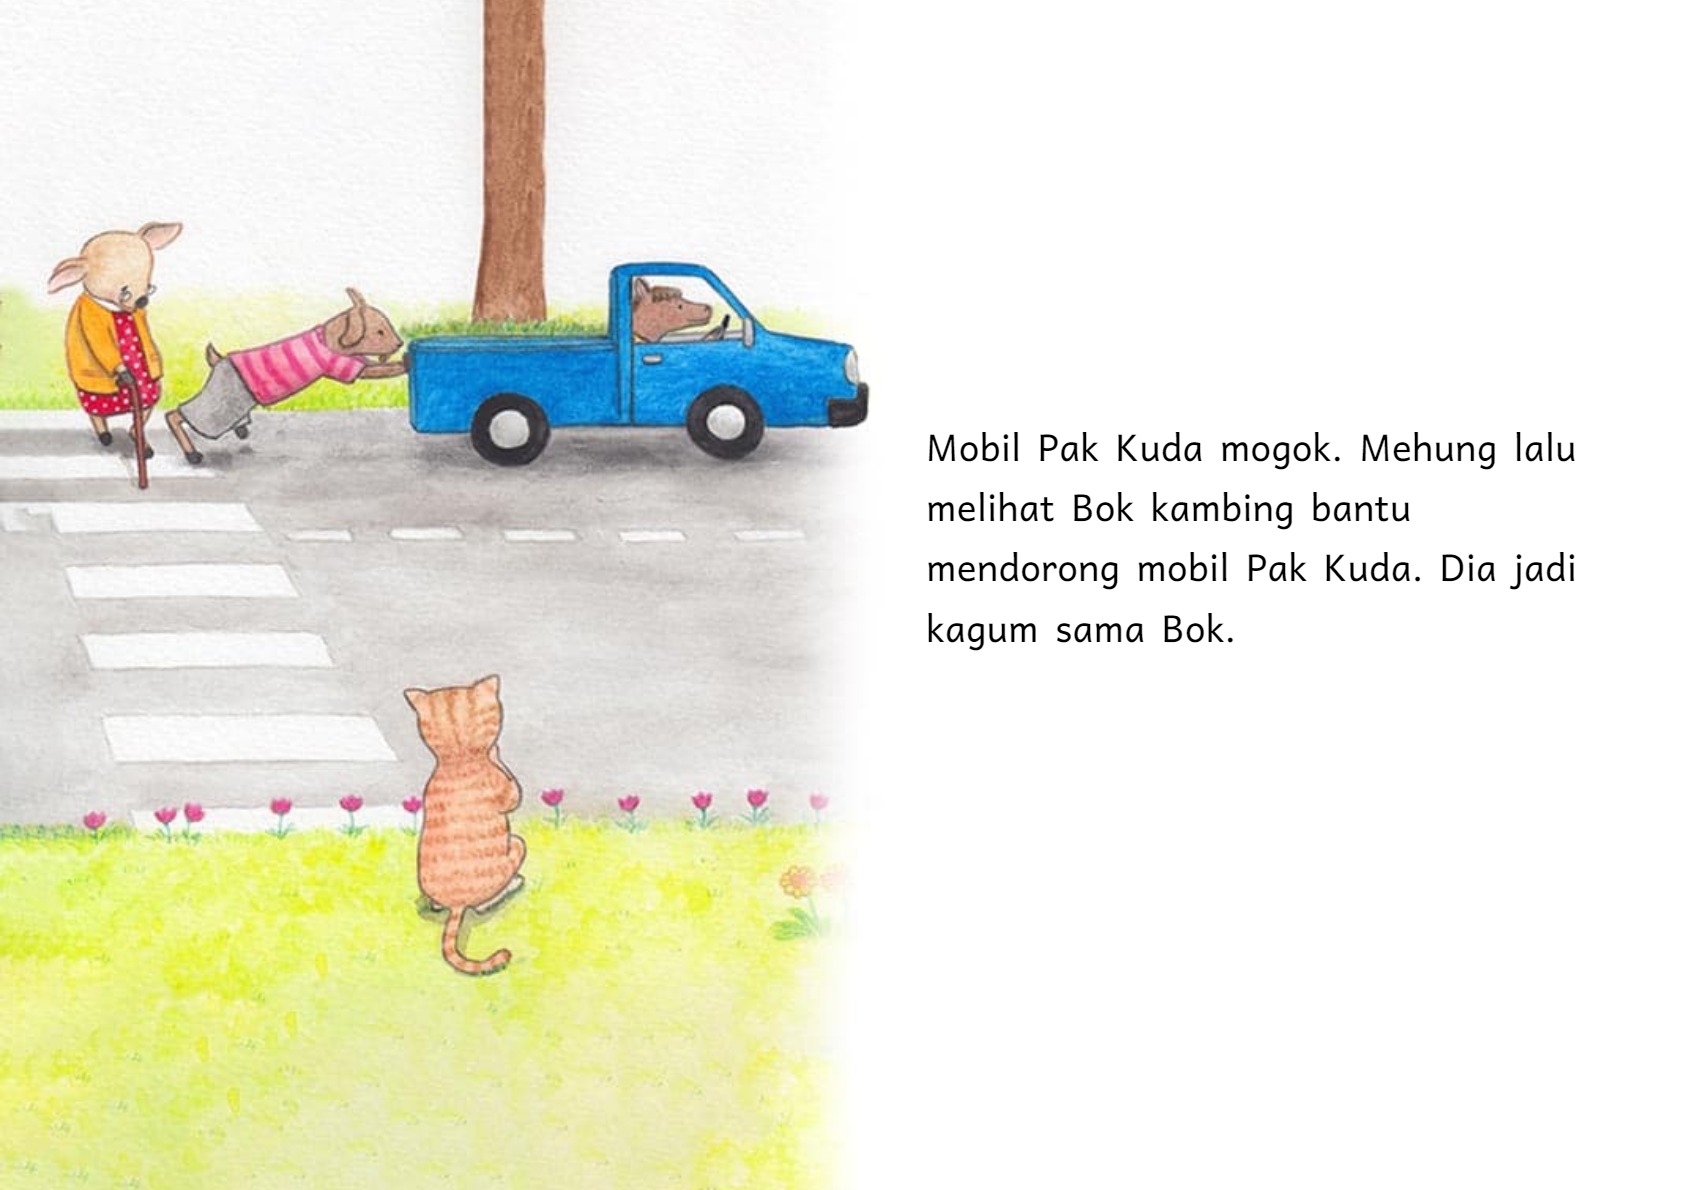 Mobil Pak Kuda mogok. Mehung lalu
melihat Bok kambing bantu
mendorong mobil Pak Kuda. Dia jadi
kagum sama Bok.